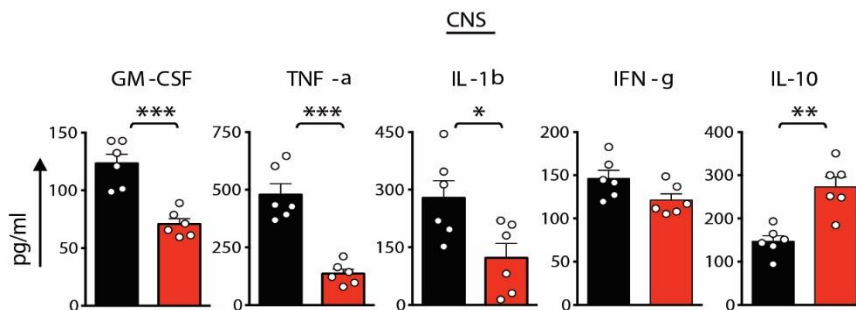 CNS
GM-CSF TNF-a IL-1b IFN-g IL-10
*** *** * **
150 750 450 200 400
100 500 300 150 300
50 250 150 100 200
0 0 0 50 100
0 0
pg/ml